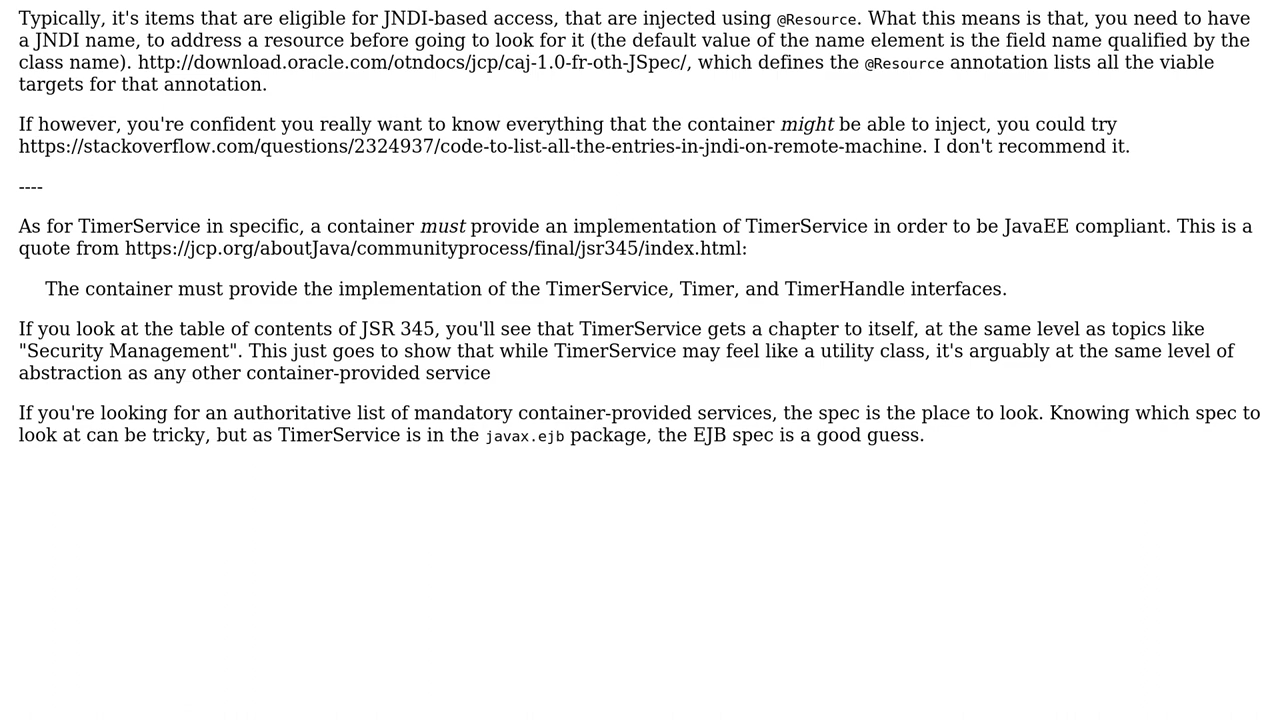 Typically, it's items that are eligible for JNDI-based access, that are injected using @Resource. What this means is that, you need to have
a JNDI name, to address a resource before going to look for it (the default value of the name element is the field name qualified by the
class name). http://download.oracle.com/otndocs/jcp/caj-1.0-fr-oth-JSpec/, which defines the @Resource annotation lists all the viable
targets for that annotation.
If however, you're confident you really want to know everything that the container might be able to inject, you could try
https://stackoverflow.com/questions/2324937/code-to-list-all-the-entries-in-jndi-on-remote-machine. I don't recommend it.
----
As for TimerService in specific, a container must provide an implementation of TimerService in order to be JavaEE compliant. This is a
quote from https://jcp.org/aboutJava/communityprocess/final/jsr345/index.html:
The container must provide the implementation of the TimerService, Timer, and TimerHandle interfaces.
If you look at the table of contents of JSR 345, you'll see that TimerService gets a chapter to itself, at the same level as topics like
"Security Management". This just goes to show that while TimerService may feel like a utility class, it's arguably at the same level of
abstraction as any other container-provided service
If you're looking for an authoritative list of mandatory container-provided services, the spec is the place to look. Knowing which spec to
look at can be tricky, but as TimerService is in the javax.ejb package, the EJB spec is a good guess.